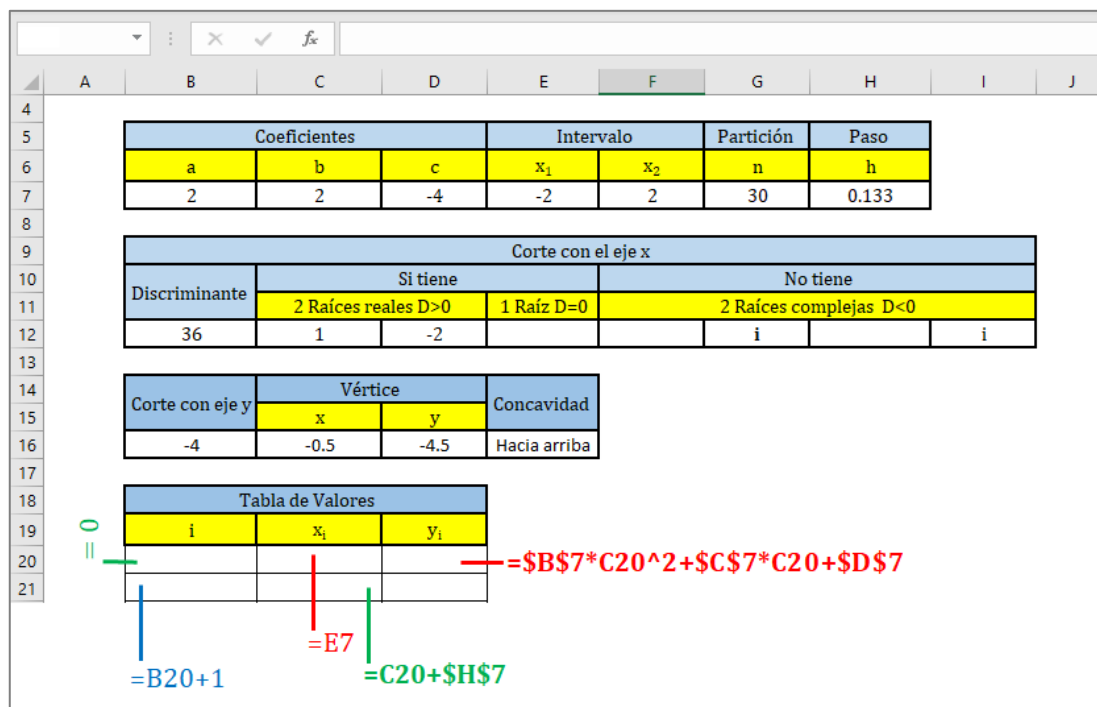 fx
A B C D E F G H I J
4
5 Coeficientes Intervalo Partición Paso
6 a b c x1 x2 n h
7 2 2 -4 -2 2 30 0.133
8
9 Corte con el eje x
10 Discriminante Si tiene No tiene
11 2 Raíces reales D>0 1 Raíz D=0 2 Raíces complejas D<0
12 36 1 -2 i i
13
14 Corte con eje y Vértice Concavidad
15 x y
16 -4 -0.5 -4.5 Hacia arriba
17
18 Tabla de Valores
19 i xi yi
= 0
20 =$B$7*C20^2+$C$7*C20+$D$7
21
=E7
=B20+1 =C20+$H$7